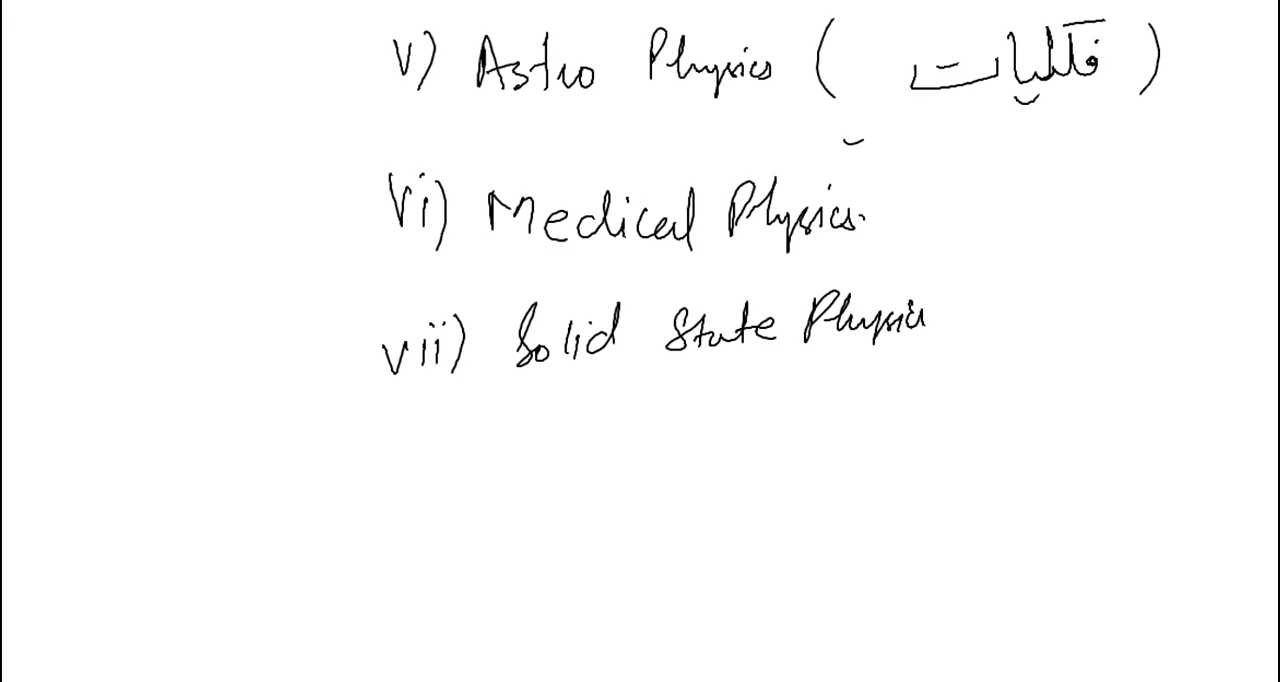 v) Astro Physics ( فلکیات )
vi) Medical Physics.
vii) Solid State Physics